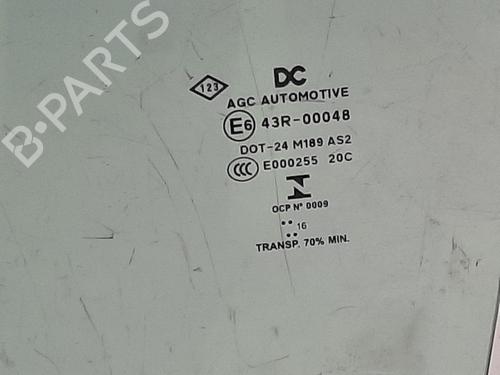 B-PARTS
123
DC
AGC AUTOMOTIVE
E6 43R-00048
DOT-24 M189 AS2
CCC E000255 20C
N
OCP Nº 0009
.. 16
..
TRANSP. 70% MIN.